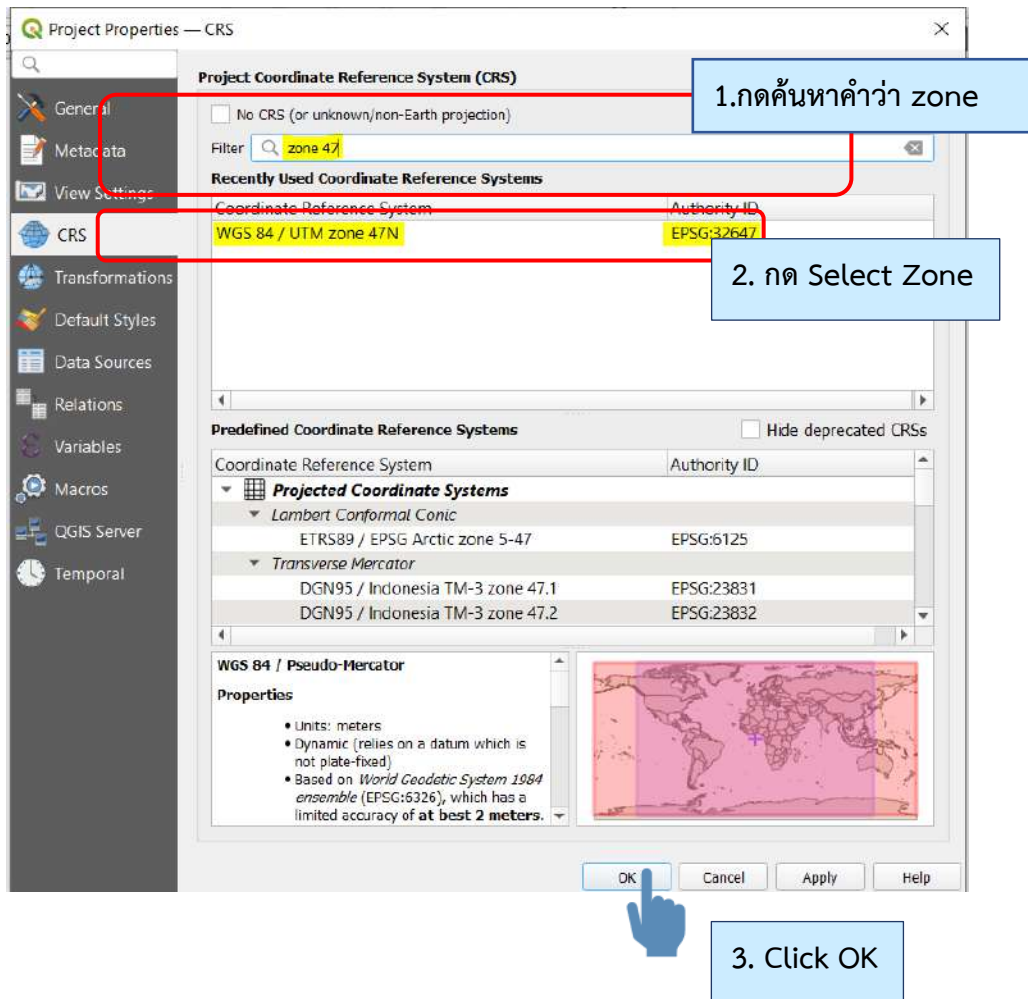 Project Properties — CRS
Project Coordinate Reference System (CRS)
1.กดค้นหาคำว่า zone
General
No CRS (or unknown/non-Earth projection)
Metadata
Filter zone 47
View Settings
Recently Used Coordinate Reference Systems
Coordinate Reference System Authority ID
CRS
WGS 84 / UTM zone 47N EPSG:32647
2. กด Select Zone
Transformations
Default Styles
Data Sources
Relations
Variables
Macros
QGIS Server
Temporal
Predefined Coordinate Reference Systems Hide deprecated CRSs
Coordinate Reference System Authority ID
Projected Coordinate Systems
Lambert Conformal Conic
ETRS89 / EPSG Arctic zone 5-47 EPSG:6125
Transverse Mercator
DGN95 / Indonesia TM-3 zone 47.1 EPSG:23831
DGN95 / Indonesia TM-3 zone 47.2 EPSG:23832
WGS 84 / Pseudo-Mercator
Properties
• Units: meters
• Dynamic (relies on a datum which is
not plate-fixed)
• Based on World Geodetic System 1984
ensemble (EPSG:6326), which has a
limited accuracy of at best 2 meters.
OK Cancel Apply Help
3. Click OK